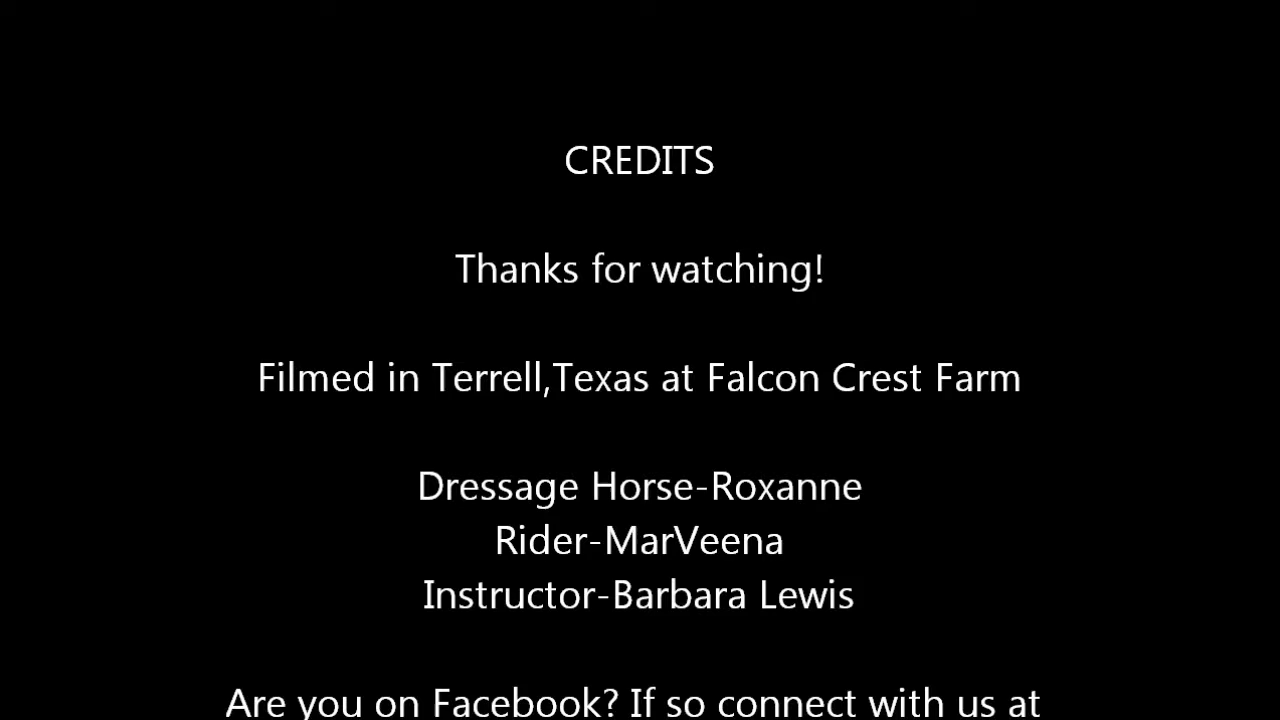 CREDITS
Thanks for watching!
Filmed in Terrell,Texas at Falcon Crest Farm
Dressage Horse-Roxanne
Rider-MarVeena
Instructor-Barbara Lewis
Are you on Facebook? If so connect with us at